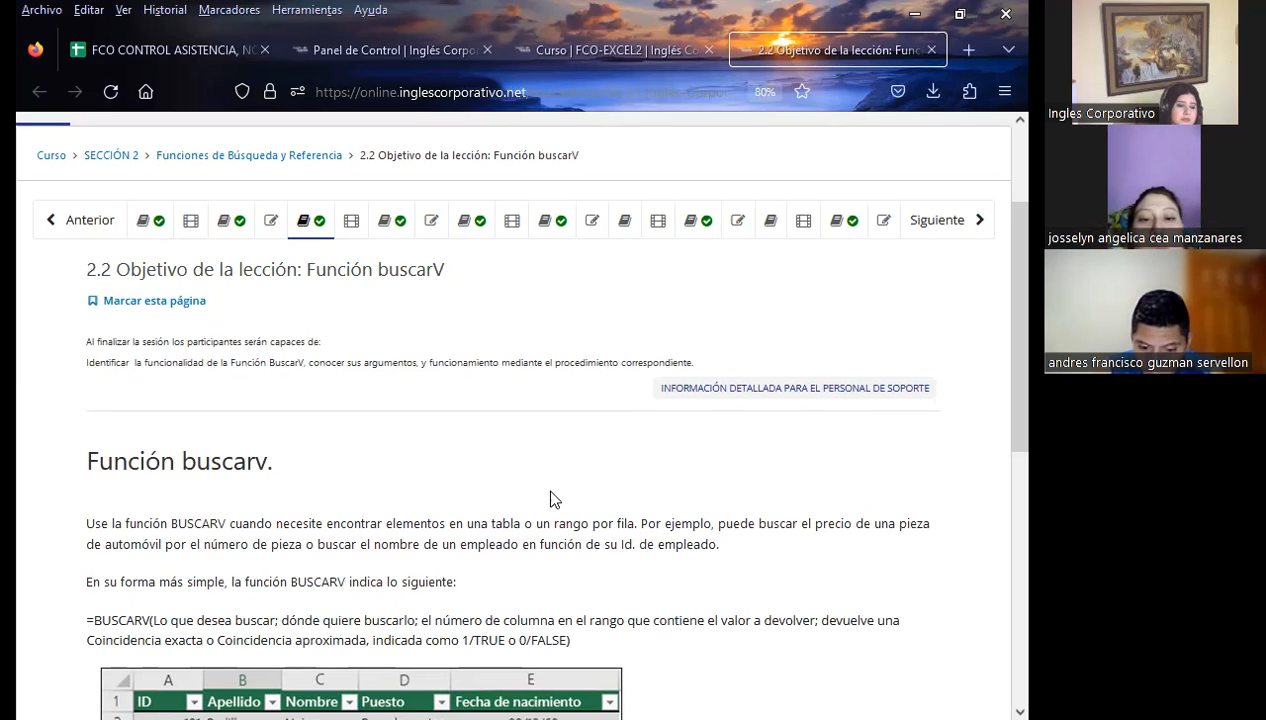 Archivo Editar Ver Historial Marcadores Herramientas Ayuda
FCO CONTROL ASISTENCIA, NO
Panel de Control | Inglés Corpo
Curso | FCO-EXCEL2 | Inglés Co
2.2 Objetivo de la lección: Func
https://online.inglescorporativo.net
80%
Curso
SECCIÓN 2
Funciones de Búsqueda y Referencia
2.2 Objetivo de la lección: Función buscarV
Anterior
Siguiente
2.2 Objetivo de la lección: Función buscarV
Marcar esta página
Al finalizar la sesión los participantes serán capaces de:
Identificar la funcionalidad de la Función BuscarV, conocer sus argumentos, y funcionamiento mediante el procedimiento correspondiente.
INFORMACIÓN DETALLADA PARA EL PERSONAL DE SOPORTE
Función buscarv.
Use la función BUSCARV cuando necesite encontrar elementos en una tabla o un rango por fila. Por ejemplo, puede buscar el precio de una pieza
de automóvil por el número de pieza o buscar el nombre de un empleado en función de su Id. de empleado.
En su forma más simple, la función BUSCARV indica lo siguiente:
=BUSCARV(Lo que desea buscar; dónde quiere buscarlo; el número de columna en el rango que contiene el valor a devolver; devuelve una
Coincidencia exacta o Coincidencia aproximada, indicada como 1/TRUE o 0/FALSE)
A B C D E
1 ID Apellido Nombre Puesto Fecha de nacimiento
Ingles Corporativo
josselyn angelica cea manzanares
andres francisco guzman servellon